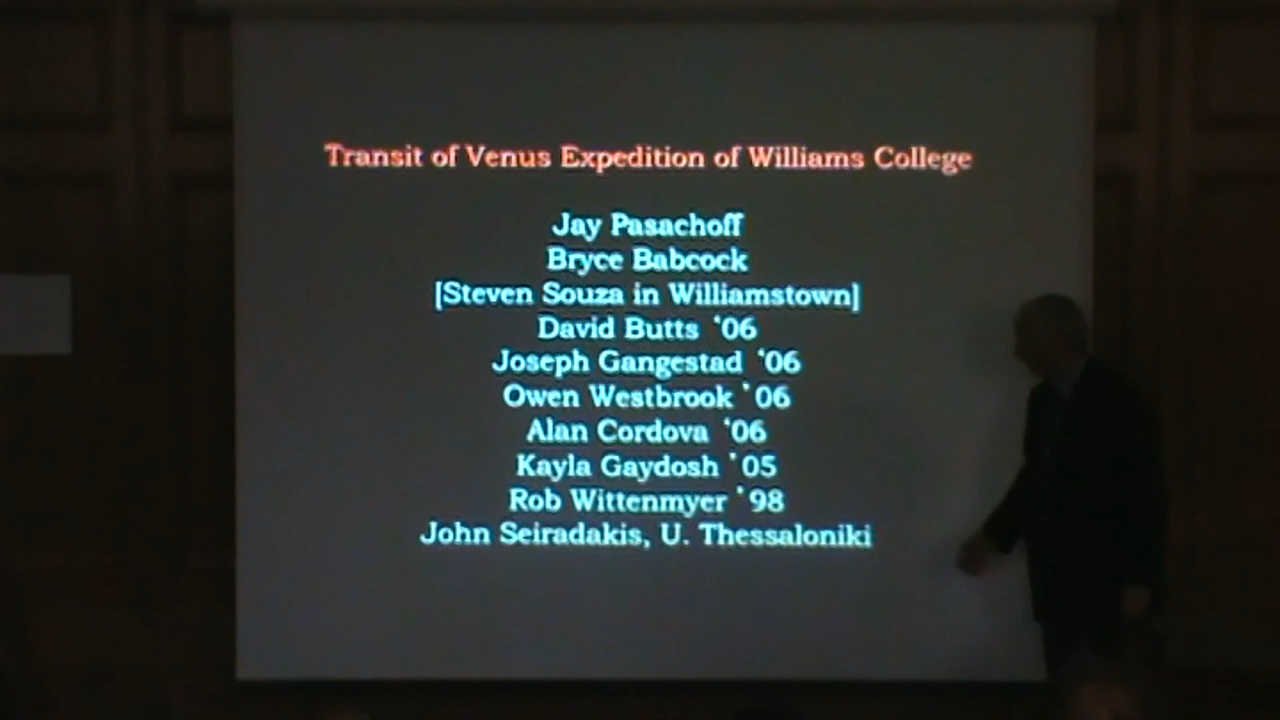 Transit of Venus Expedition of Williams College
Jay Pasachoff
Bryce Babcock
[Steven Souza in Williamstown]
David Butts '06
Joseph Gangestad '06
Owen Westbrook '06
Alan Cordova '06
Kayla Gaydosh '05
Rob Wittenmyer '98
John Seiradakis, U. Thessaloniki